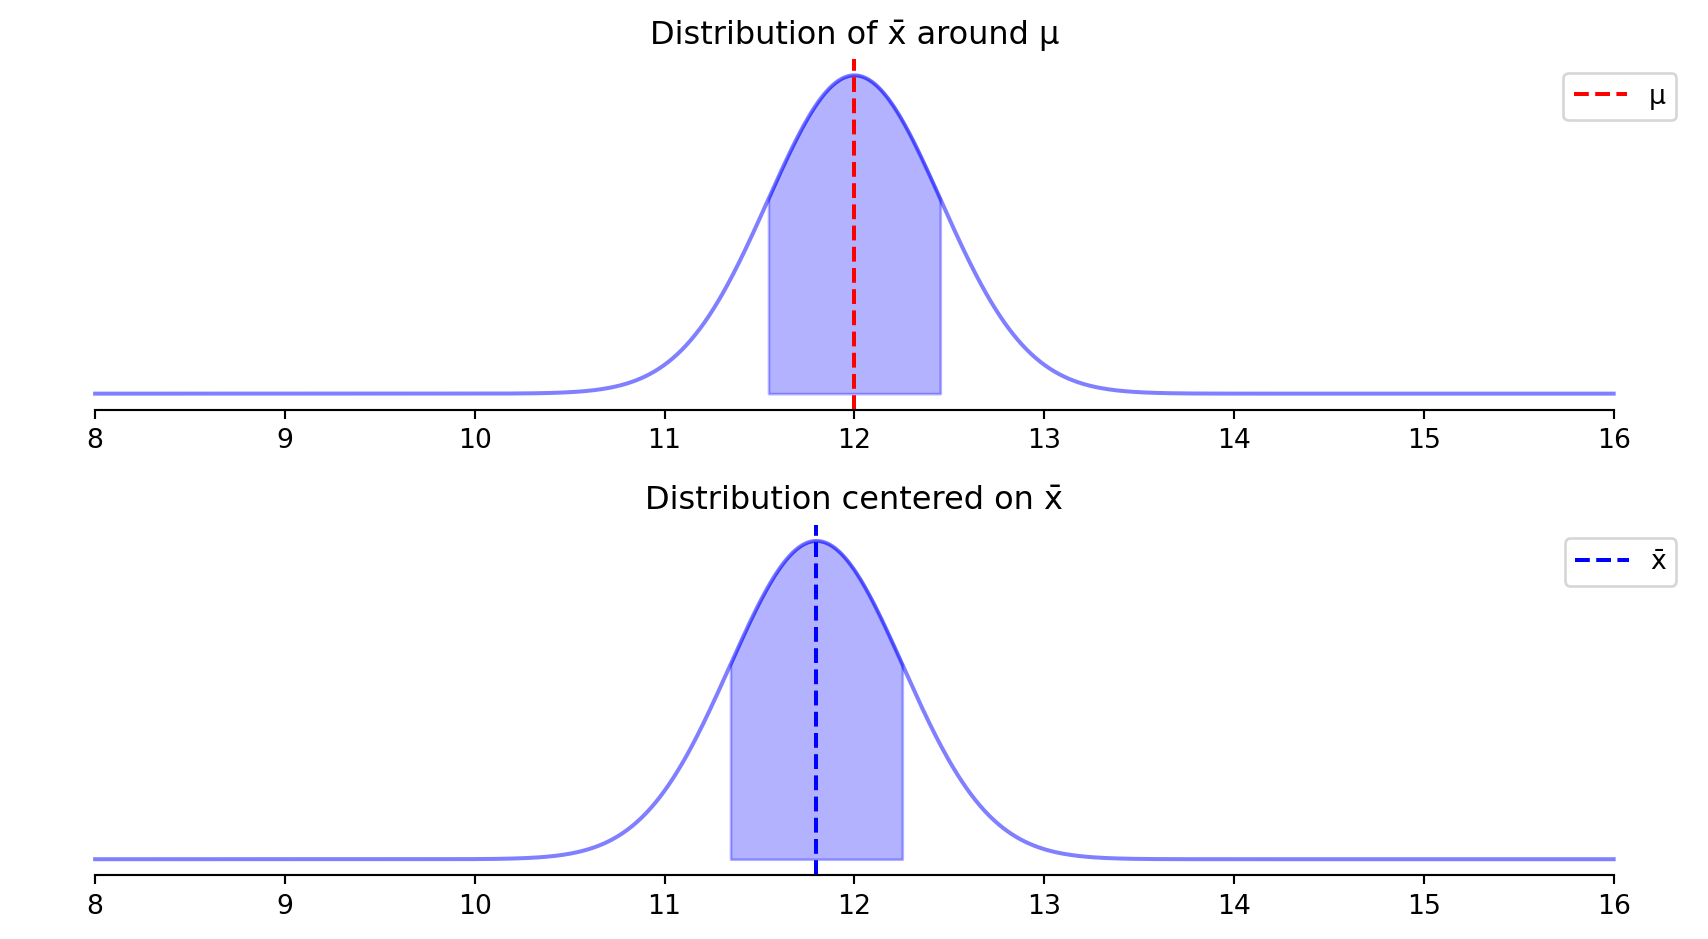 Distribution of x̄ around μ
μ
8 9 10 11 12 13 14 15 16
Distribution centered on x̄
x̄
8 9 10 11 12 13 14 15 16